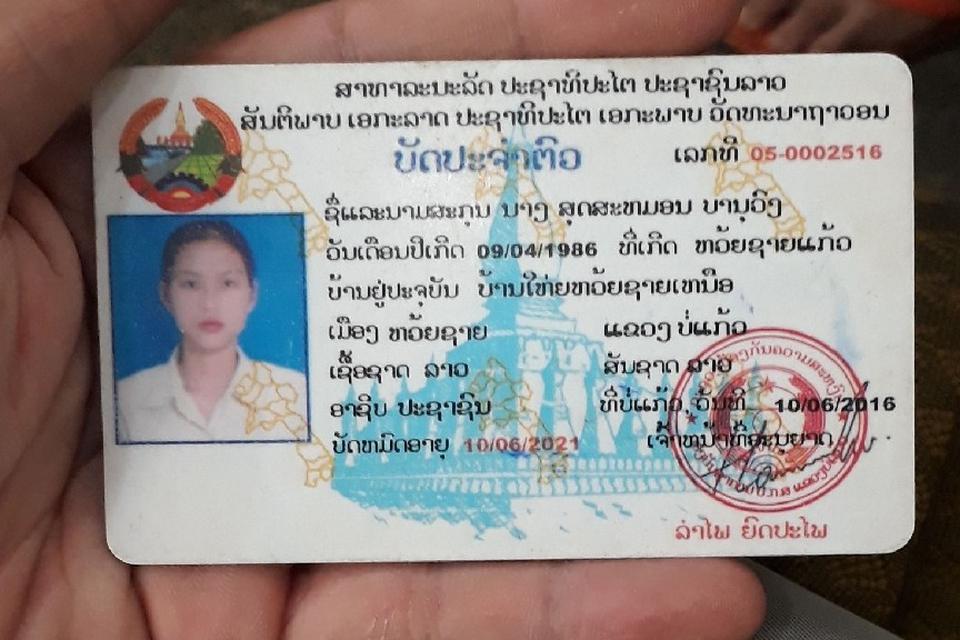 ສາທາລະນະລັດ ປະຊາທິປະໄຕ ປະຊາຊົນລາວ
ສັນຕິພາບ ເອກະລາດ ປະຊາທິປະໄຕ ເອກະພາບ ວັດທະນາຖາວອນ
ບັດປະຈຳຕົວ ເລກທີ 05-0002516
ຊື່ແລະນາມສະກຸນ ນາງ ສຸດສະຫມອນ ບານຸວົງ
ວັນເດືອນປີເກີດ 09/04/1986 ທີ່ເກີດ ຫວ້ຍຊາຍແກ້ວ
ບ້ານຢູ່ປະຈຸບັນ ບ້ານໃຫ່ຍຫວ້ຍຊາຍເຫນືອ
ເມືອງ ຫວ້ຍຊາຍ ແຂວງ ບໍ່ແກ້ວ
ເຊື້ອຊາດ ລາວ ສັນຊາດ ລາວ
ອາຊີບ ປະຊາຊົນ ທີ່ບໍ່ແກ້ວ, ວັນທີ 10/06/2016
ບັດຫມົດອາຍຸ 10/06/2021 ເຈົ້າຫນ້າທີ່ອະນຸຍາດ
ລຳໄພ ຍົດປະໄພ